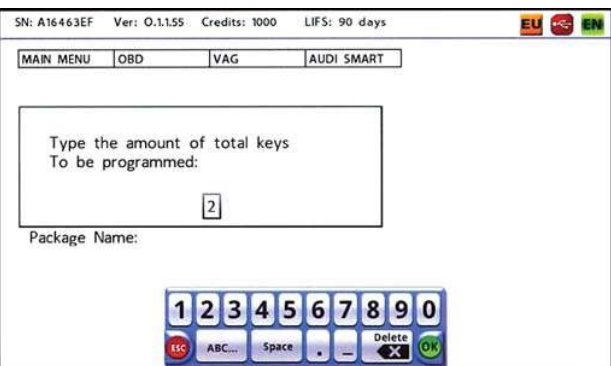 SN: A16463EF Ver: O.1.1.55 Credits: 1000 LIFS: 90 days EU EN
MAIN MENU OBD VAG AUDI SMART
Type the amount of total keys
To be programmed:
2
Package Name:
1 2 3 4 5 6 7 8 9 0
ESC ABC... Space . _ Delete OK